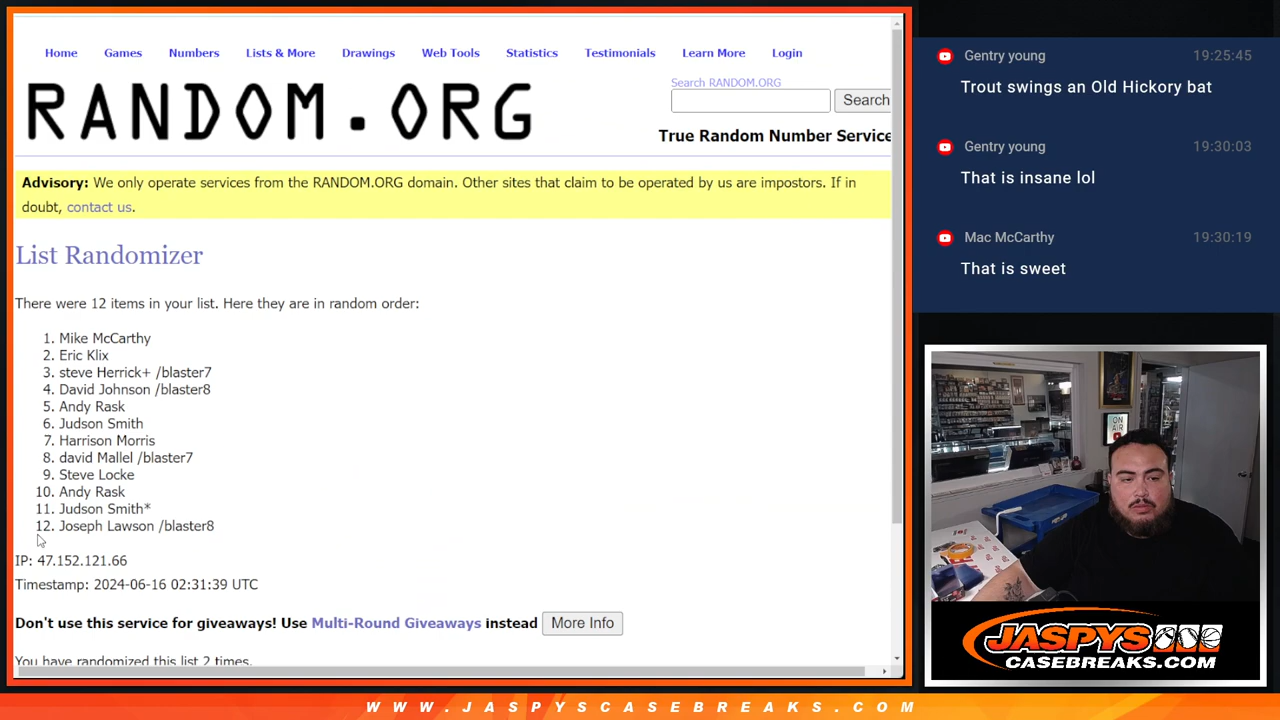 Home Games Numbers Lists & More Drawings Web Tools Statistics Testimonials Learn More Login
RANDOM.ORG
Search RANDOM.ORG
Search
True Random Number Service
Advisory: We only operate services from the RANDOM.ORG domain. Other sites that claim to be operated by us are impostors. If in
doubt, contact us.
List Randomizer
There were 12 items in your list. Here they are in random order:
1. Mike McCarthy
2. Eric Klix
3. steve Herrick+ /blaster7
4. David Johnson /blaster8
5. Andy Rask
6. Judson Smith
7. Harrison Morris
8. david Mallel /blaster7
9. Steve Locke
10. Andy Rask
11. Judson Smith*
12. Joseph Lawson /blaster8
IP: 47.152.121.66
Timestamp: 2024-06-16 02:31:39 UTC
Don't use this service for giveaways! Use Multi-Round Giveaways instead More Info
You have randomized this list 2 times.
Gentry young 19:25:45
Trout swings an Old Hickory bat
Gentry young 19:30:03
That is insane lol
Mac McCarthy 19:30:19
That is sweet
ON
AIR
JASPYS
CASEBREAKS.COM
WWW.JASPYSCASEBREAKS.COM